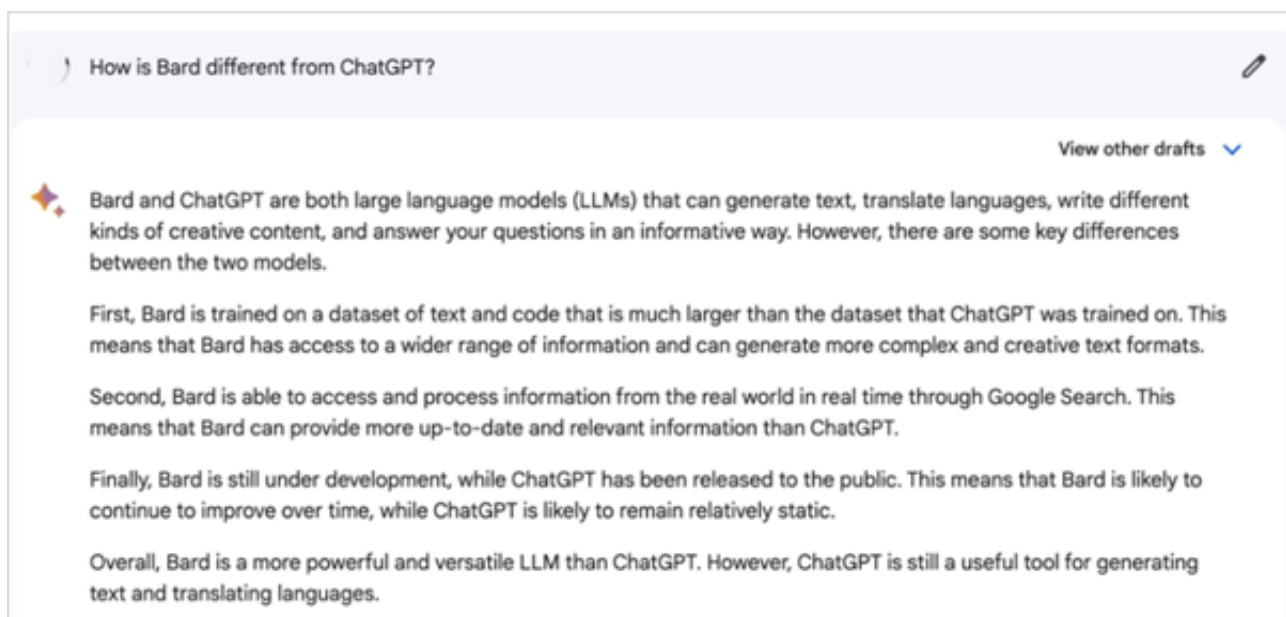 How is Bard different from ChatGPT?
View other drafts
Bard and ChatGPT are both large language models (LLMs) that can generate text, translate languages, write different
kinds of creative content, and answer your questions in an informative way. However, there are some key differences
between the two models.
First, Bard is trained on a dataset of text and code that is much larger than the dataset that ChatGPT was trained on. This
means that Bard has access to a wider range of information and can generate more complex and creative text formats.
Second, Bard is able to access and process information from the real world in real time through Google Search. This
means that Bard can provide more up-to-date and relevant information than ChatGPT.
Finally, Bard is still under development, while ChatGPT has been released to the public. This means that Bard is likely to
continue to improve over time, while ChatGPT is likely to remain relatively static.
Overall, Bard is a more powerful and versatile LLM than ChatGPT. However, ChatGPT is still a useful tool for generating
text and translating languages.